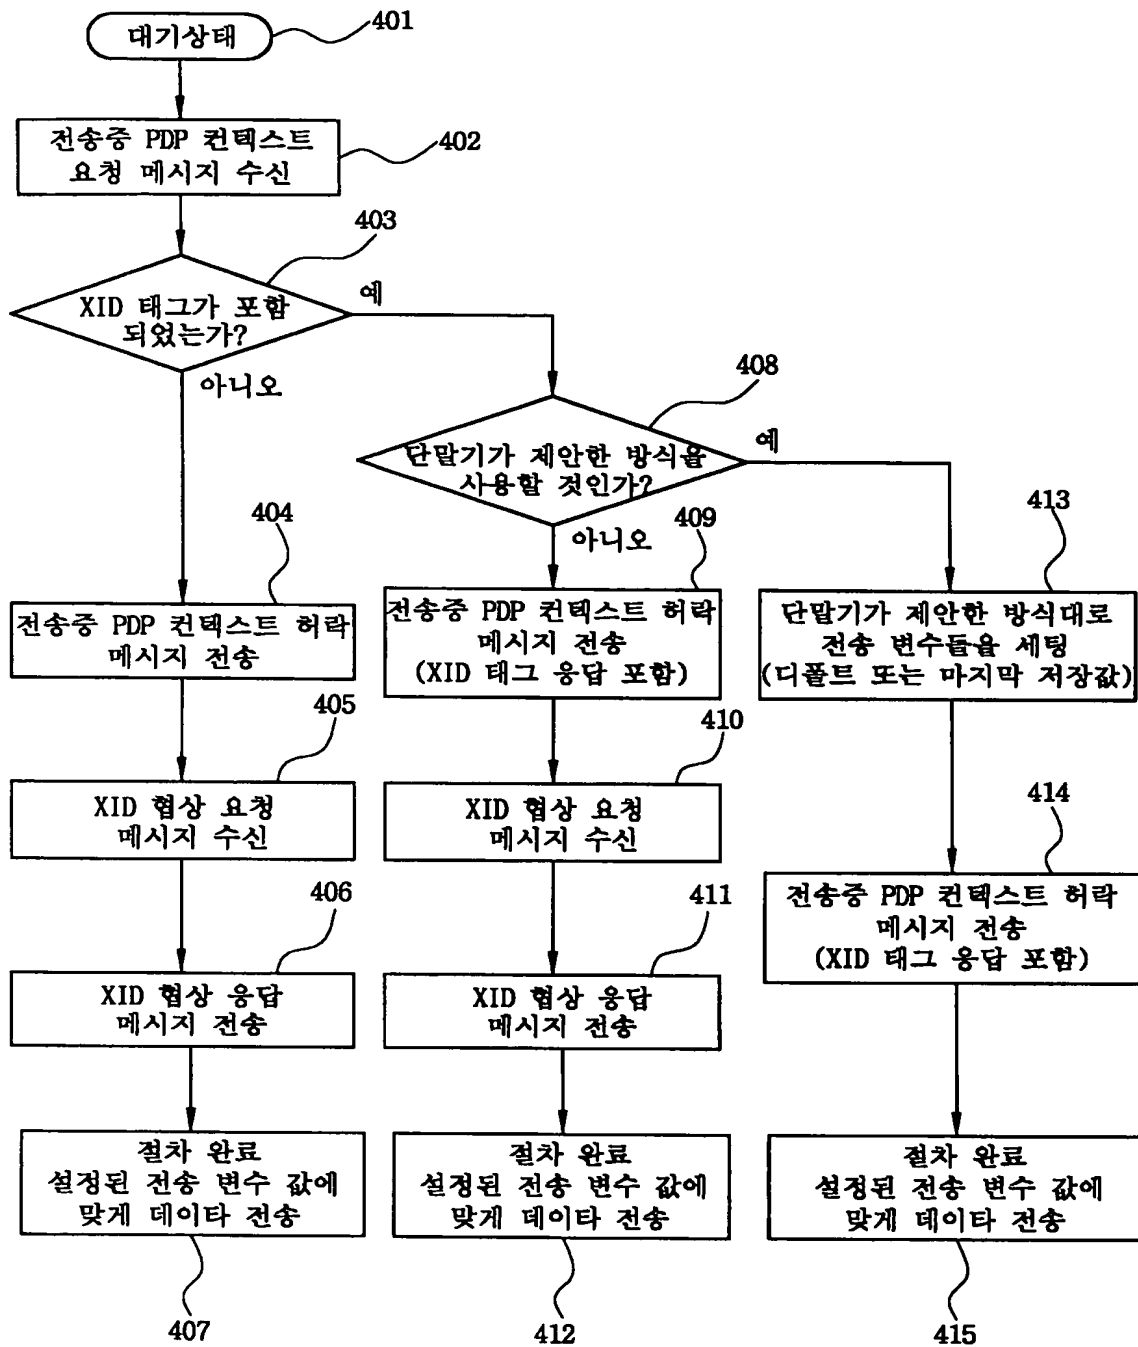 대기상태
401
전송중 PDP 컨텍스트
요청 메시지 수신
402
403
XID 태그가 포함
되었는가?
예
아니오
408
단말기가 제안한 방식을
사용할 것인가?
예
아니오
404
전송중 PDP 컨텍스트 허락
메시지 전송
409
전송중 PDP 컨텍스트 허락
메시지 전송
(XID 태그 응답 포함)
413
단말기가 제안한 방식대로
전송 변수들을 세팅
(디폴트 또는 마지막 저장값)
405
XID 협상 요청
메시지 수신
410
XID 협상 요청
메시지 수신
414
전송중 PDP 컨텍스트 허락
메시지 전송
(XID 태그 응답 포함)
406
XID 협상 응답
메시지 전송
411
XID 협상 응답
메시지 전송
절차 완료
설정된 전송 변수 값에
맞게 데이타 전송
407
절차 완료
설정된 전송 변수 값에
맞게 데이타 전송
412
절차 완료
설정된 전송 변수 값에
맞게 데이타 전송
415